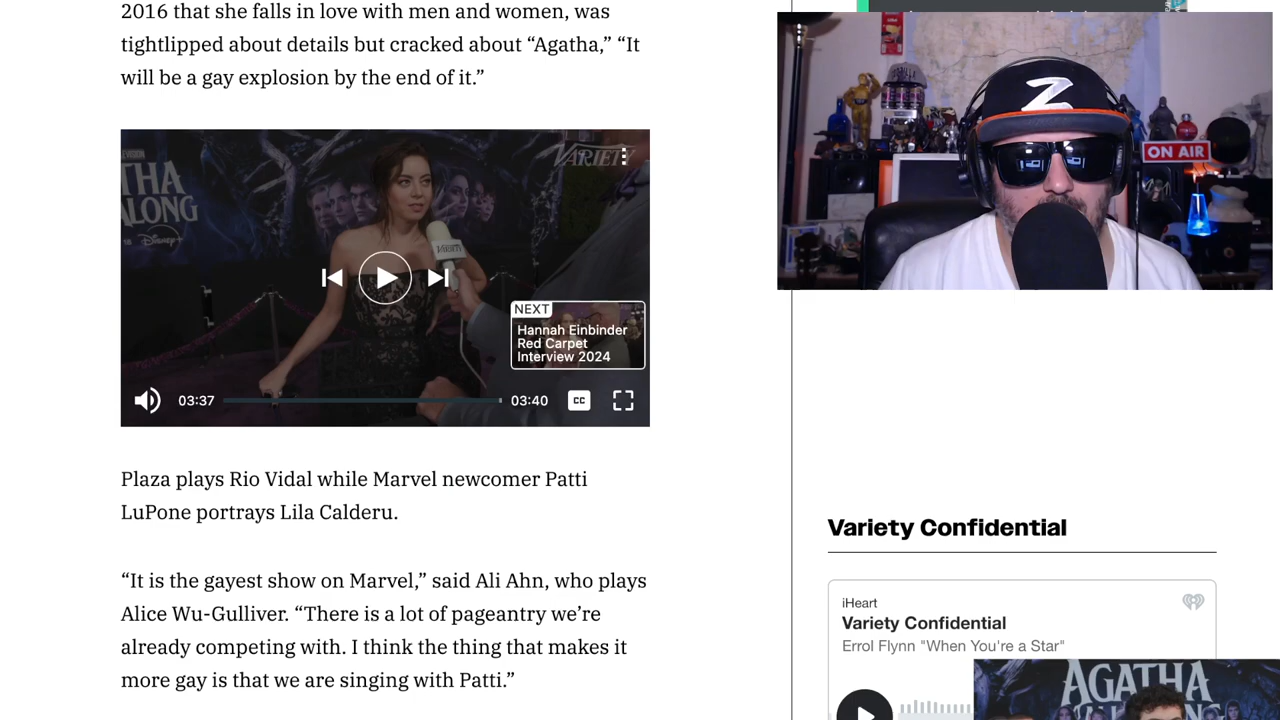 2016 that she falls in love with men and women, was
tightlipped about details but cracked about “Agatha,” “It
will be a gay explosion by the end of it.”
THA
ALONG
Disney+
VARIETY
VARIETY
NEXT
Hannah Einbinder
Red Carpet
Interview 2024
03:37
03:40
CC
Plaza plays Rio Vidal while Marvel newcomer Patti
LuPone portrays Lila Calderu.
“It is the gayest show on Marvel,” said Ali Ahn, who plays
Alice Wu-Gulliver. “There is a lot of pageantry we’re
already competing with. I think the thing that makes it
more gay is that we are singing with Patti.”
Z
ON AIR
Variety Confidential
iHeart
Variety Confidential
Errol Flynn "When You're a Star"
AGATHA